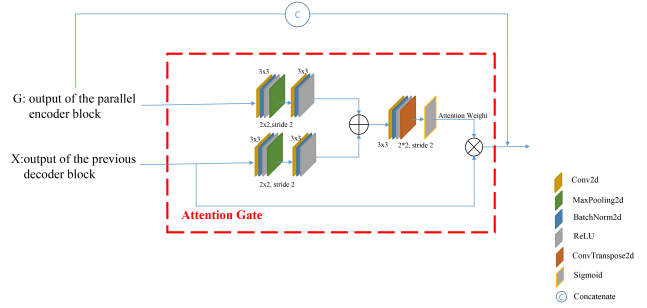 C
G: output of the parallel
encoder block
3x3 3x3
2x2,stride 2
X:output of the previous
decoder block
3x3 3x3
2x2, stride 2
3x3 2*2, stride 2
Attention Weight
Attention Gate
Conv2d
MaxPooling2d
BatchNorm2d
ReLU
ConvTranspose2d
Sigmoid
C Concatenate